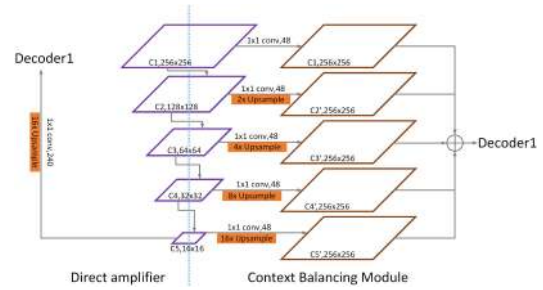 1x1 conv,48
C1,256x256
C1,256x256
Decoder1
1x1 conv,48
2x Upsample
C2,128x128
C2',256x256
1x1 conv,240
16x Upsample
1x1 conv,48
4x Upsample
Decoder1
C3,64x64
C3',256x256
1x1 conv,48
8x Upsample
C4,32x32
C4',256x256
1x1 conv,48
16x Upsample
C5,16x16
C5',256x256
Direct amplifier
Context Balancing Module